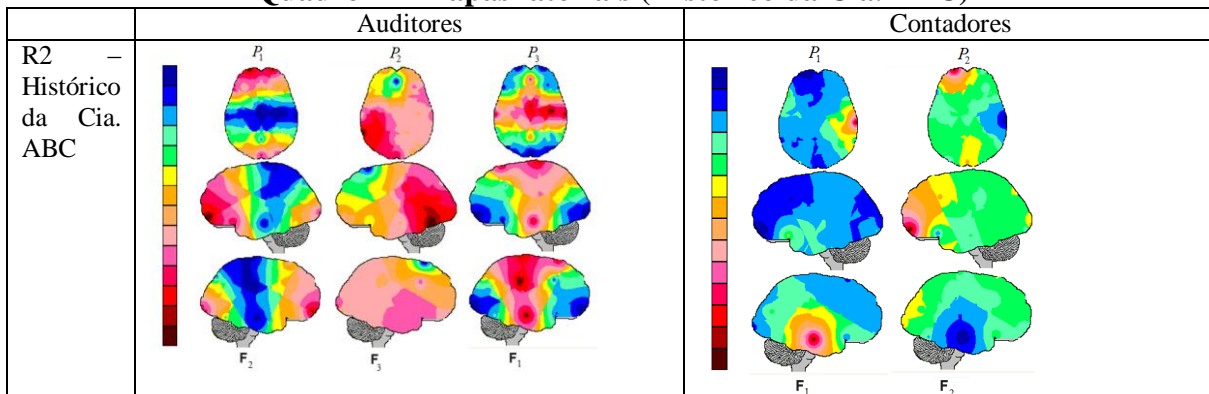 Auditores
Contadores
R2 –
Histórico
da Cia.
ABC
P1
P2
P3
P1
P2
F2
F3
F1
F1
F2